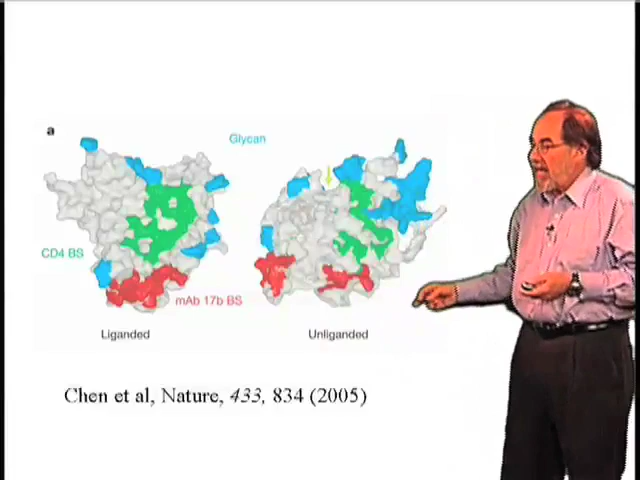 a
Glycan
CD4 BS
mAb 17b BS
Liganded
Unliganded
Chen et al, Nature, 433, 834 (2005)